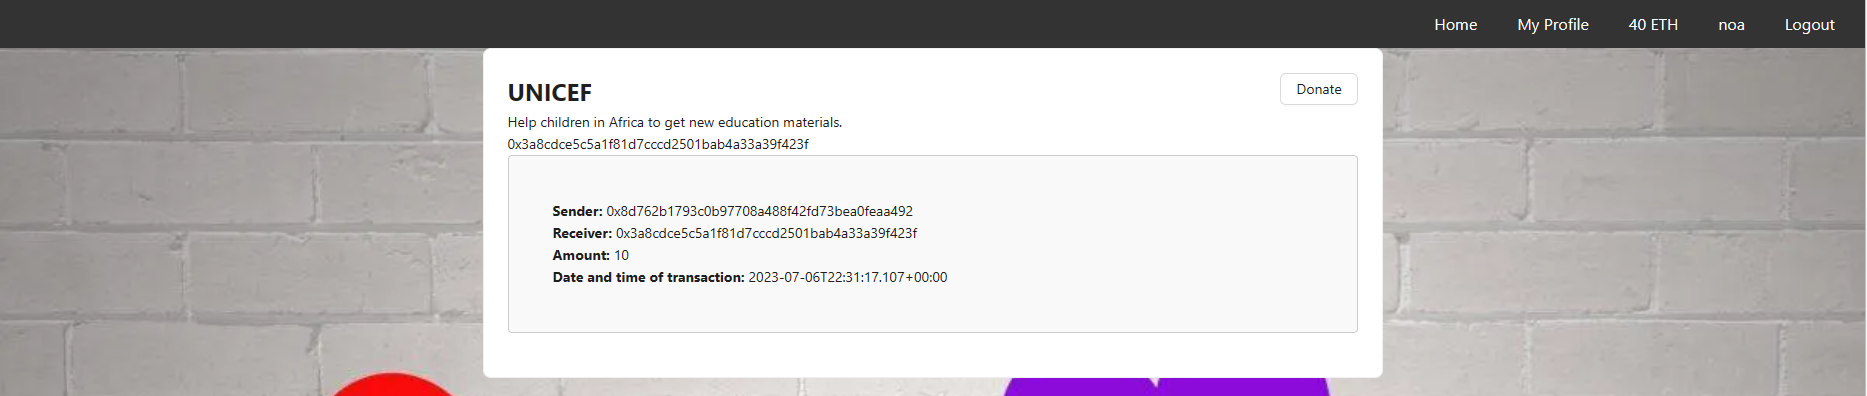 Home My Profile 40 ETH noa Logout
UNICEF
Donate
Help children in Africa to get new education materials.
0x3a8cdce5c5a1f81d7cccd2501bab4a33a39f423f
Sender: 0x8d762b1793c0b97708a488f42fd73bea0feaa492
Receiver: 0x3a8cdce5c5a1f81d7cccd2501bab4a33a39f423f
Amount: 10
Date and time of transaction: 2023-07-06T22:31:17.107+00:00